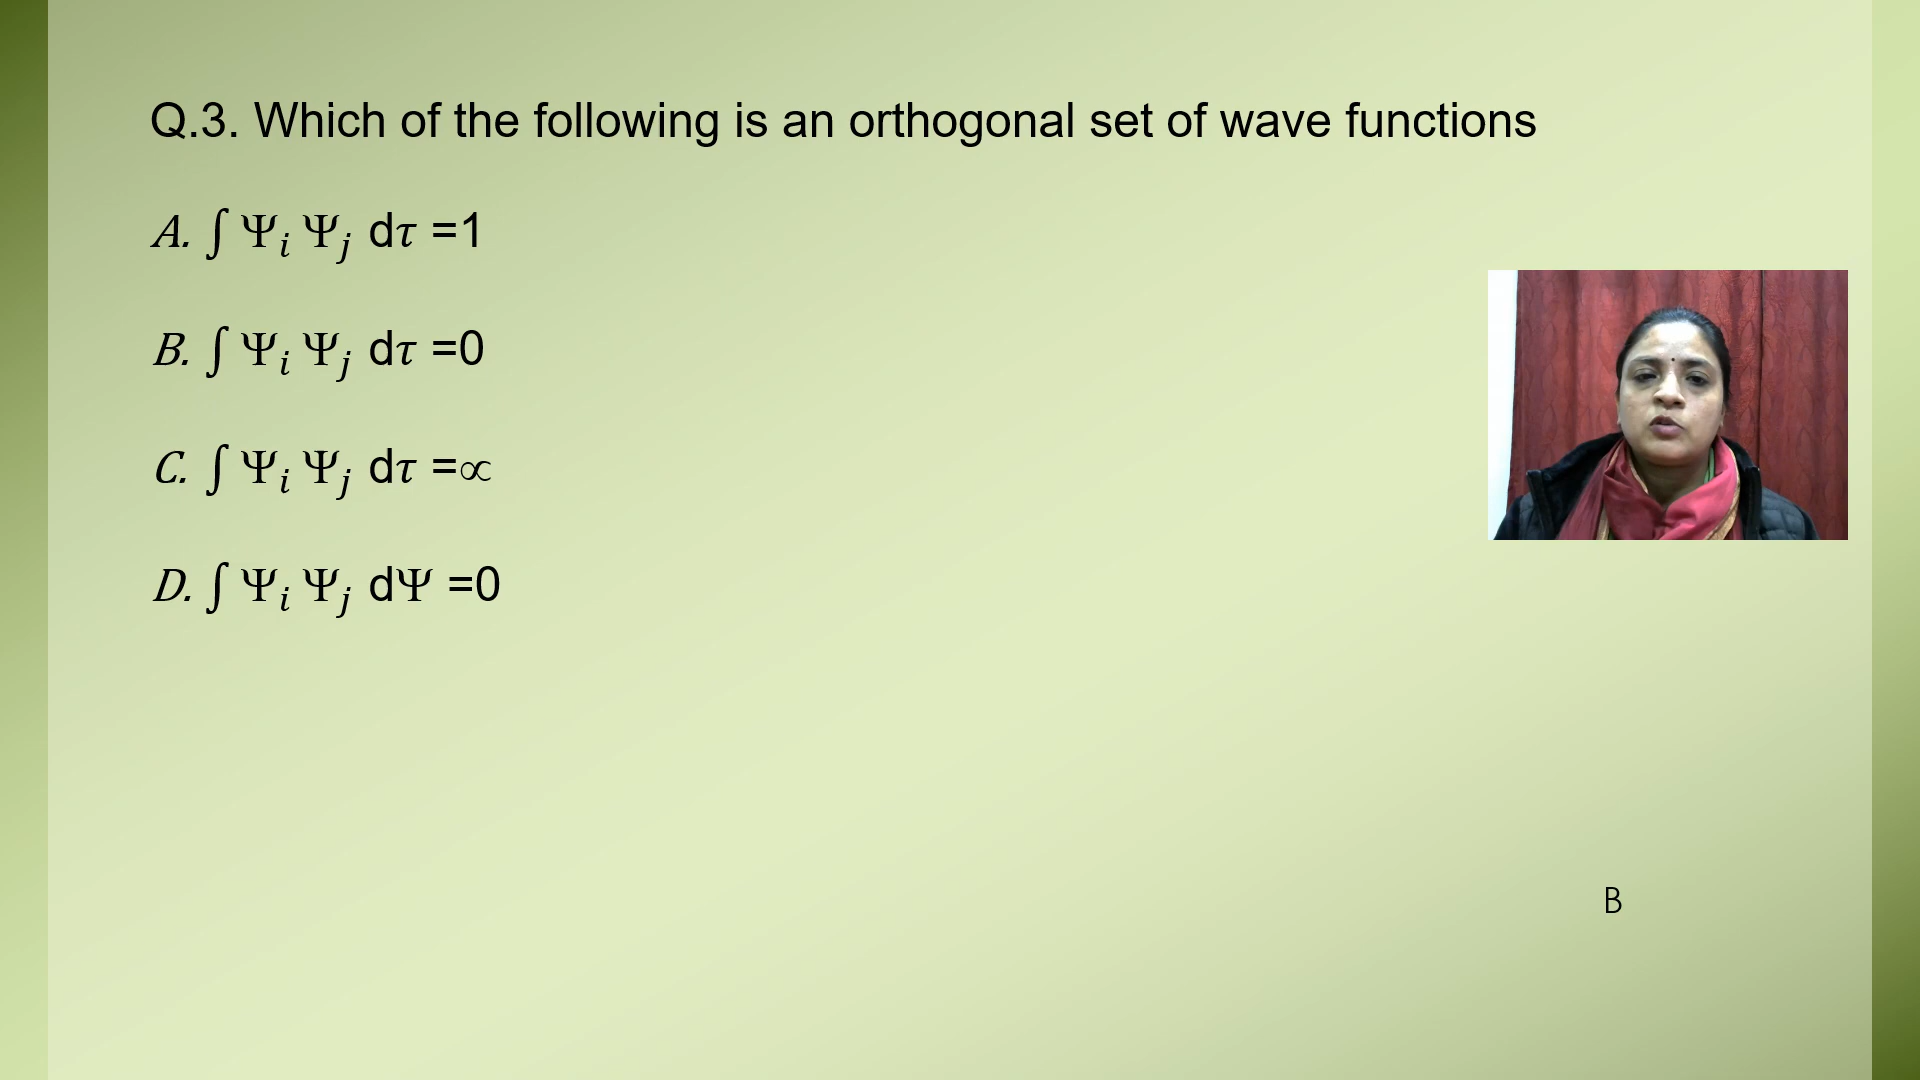 Q.3. Which of the following is an orthogonal set of wave functions
A. ∫ Ψᵢ Ψⱼ dτ =1
B. ∫ Ψᵢ Ψⱼ dτ =0
C. ∫ Ψᵢ Ψⱼ dτ =∝
D. ∫ Ψᵢ Ψⱼ dΨ =0
B